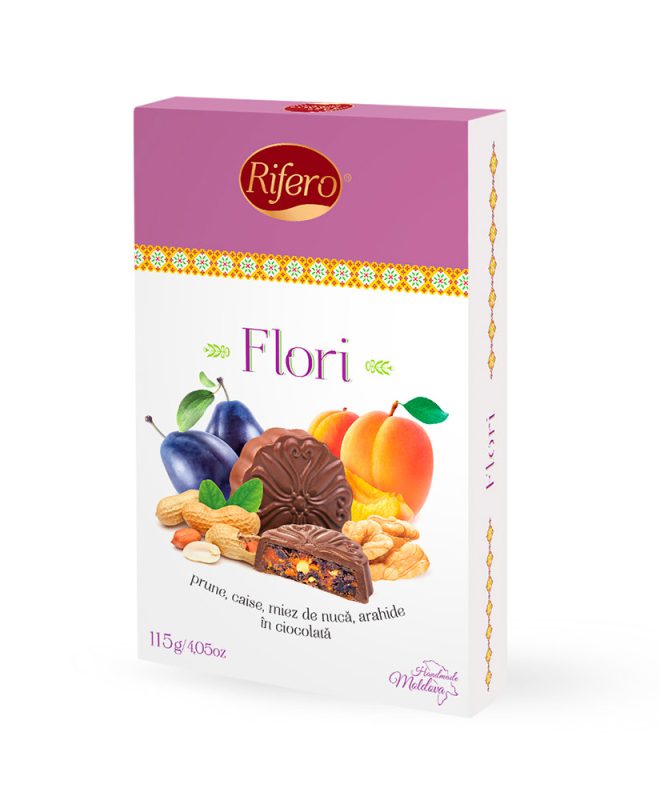 Rifero®
Flori
prune, caise, miez de nucă, arahide
în ciocolată
115g/4,05oz
Handmade
Moldova
Flori